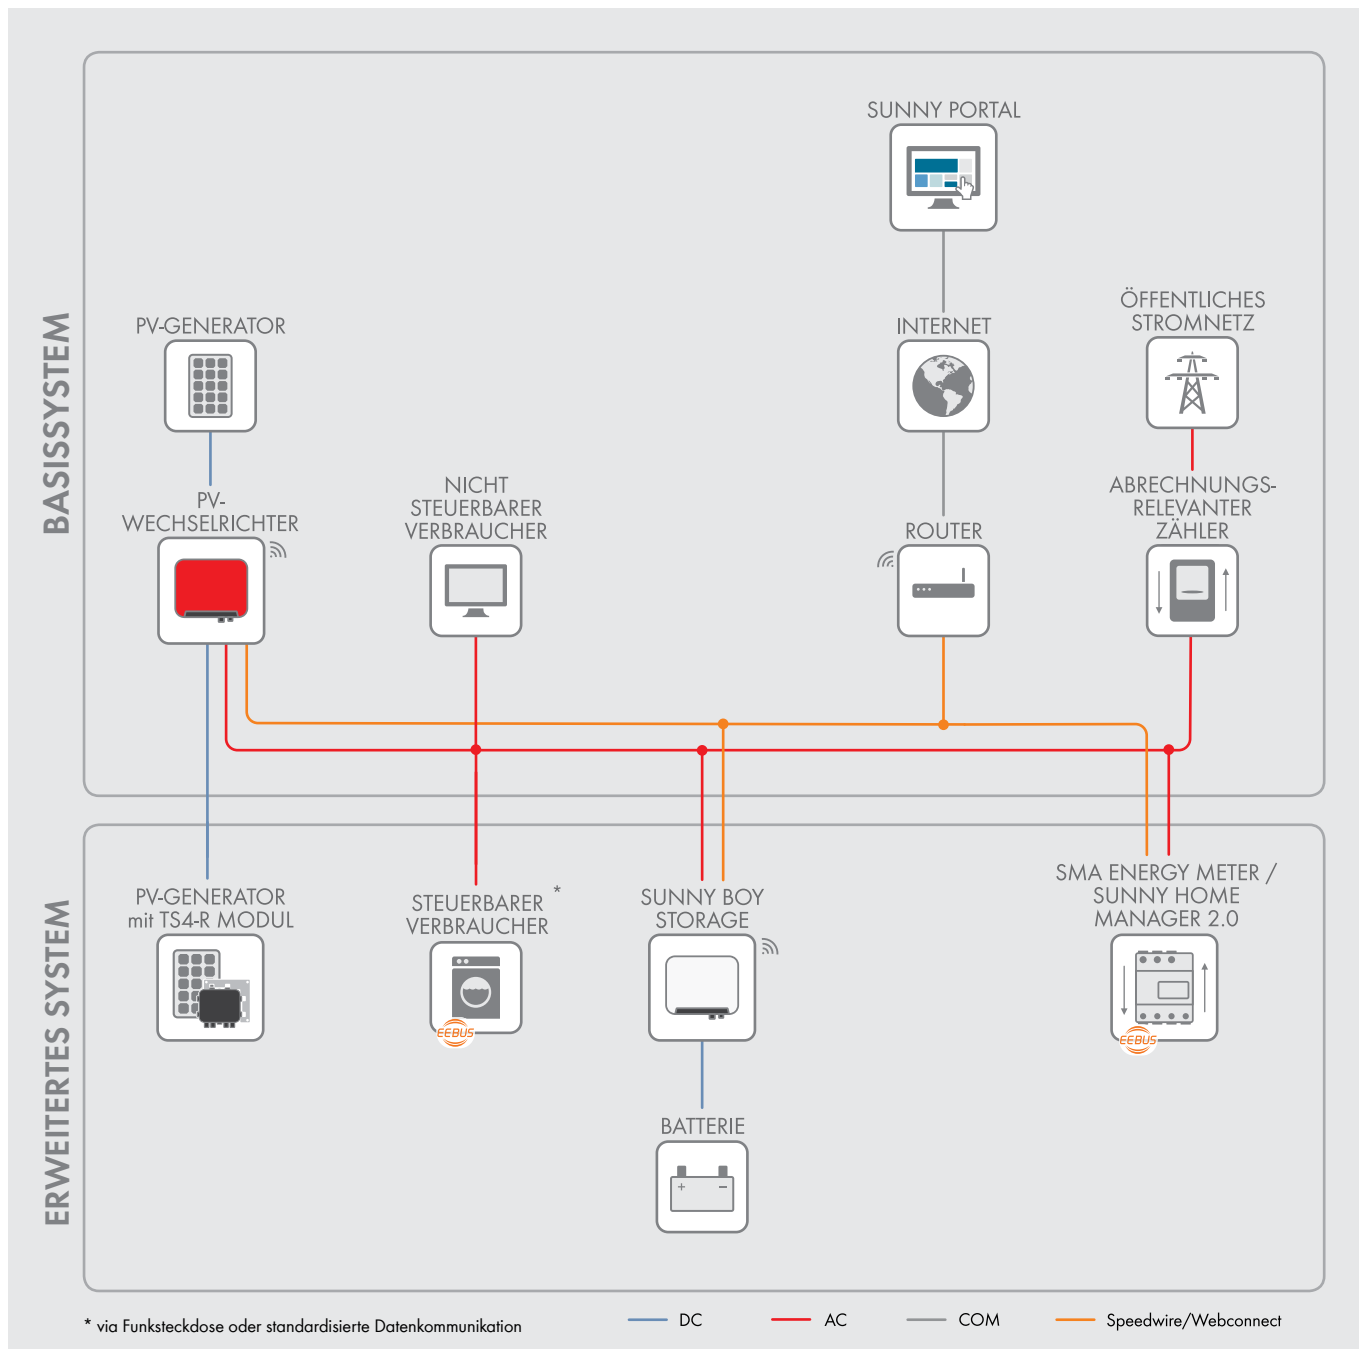 BASISSYSTEM
SUNNY PORTAL
PV-GENERATOR
INTERNET
ÖFFENTLICHES
STROMNETZ
PV-
WECHSELRICHTER
NICHT
STEUERBARER
VERBRAUCHER
ROUTER
ABRECHNUNGS-
RELEVANTER
ZÄHLER
ERWEITERTES SYSTEM
PV-GENERATOR
mit TS4-R MODUL
STEUERBARER *
VERBRAUCHER
EEBUS
SUNNY BOY
STORAGE
SMA ENERGY METER /
SUNNY HOME
MANAGER 2.0
EEBUS
BATTERIE
+ −
* via Funksteckdose oder standardisierte Datenkommunikation
DC
AC
COM
Speedwire/Webconnect